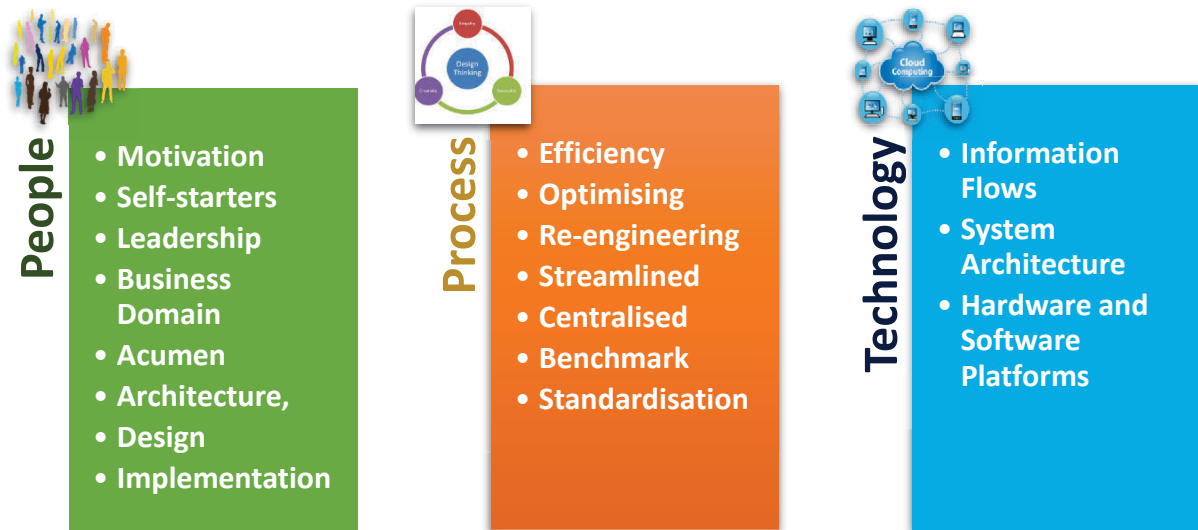 People
• Motivation
• Self-starters
• Leadership
• Business
Domain
• Acumen
• Architecture,
• Design
• Implementation
Empathy
Design
Thinking
Process
• Efficiency
• Optimising
• Re-engineering
• Streamlined
• Centralised
• Benchmark
• Standardisation
Cloud
Computing
Technology
• Information
Flows
• System
Architecture
• Hardware and
Software
Platforms